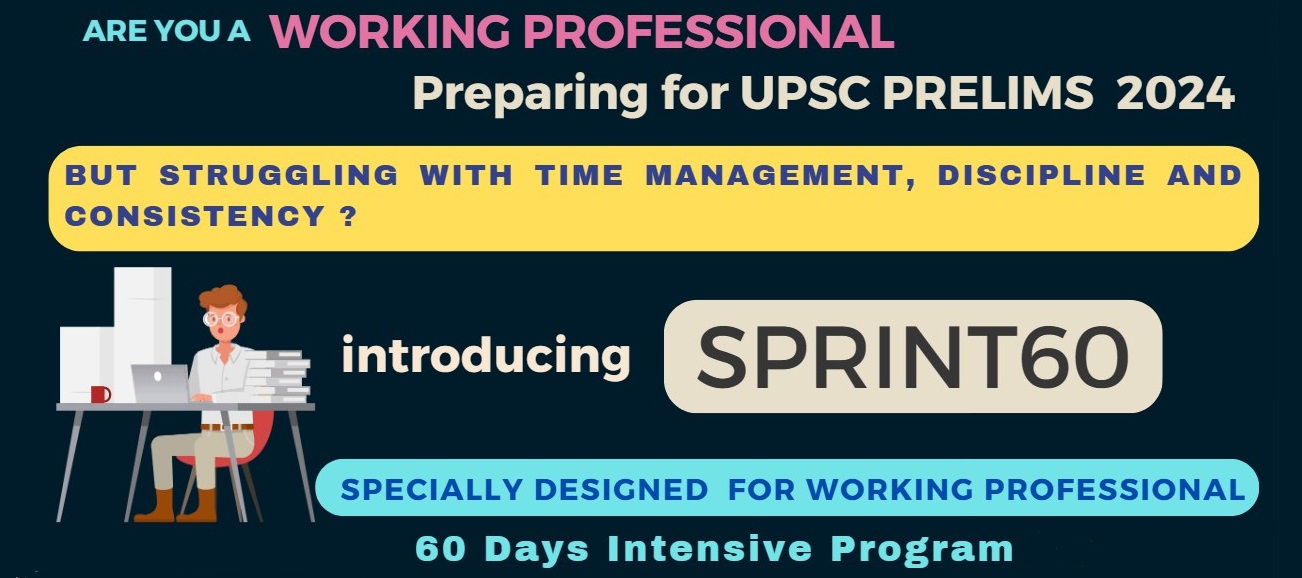 ARE YOU A WORKING PROFESSIONAL
Preparing for UPSC PRELIMS 2024
BUT STRUGGLING WITH TIME MANAGEMENT, DISCIPLINE AND
CONSISTENCY ?
introducing SPRINT60
SPECIALLY DESIGNED FOR WORKING PROFESSIONAL
60 Days Intensive Program